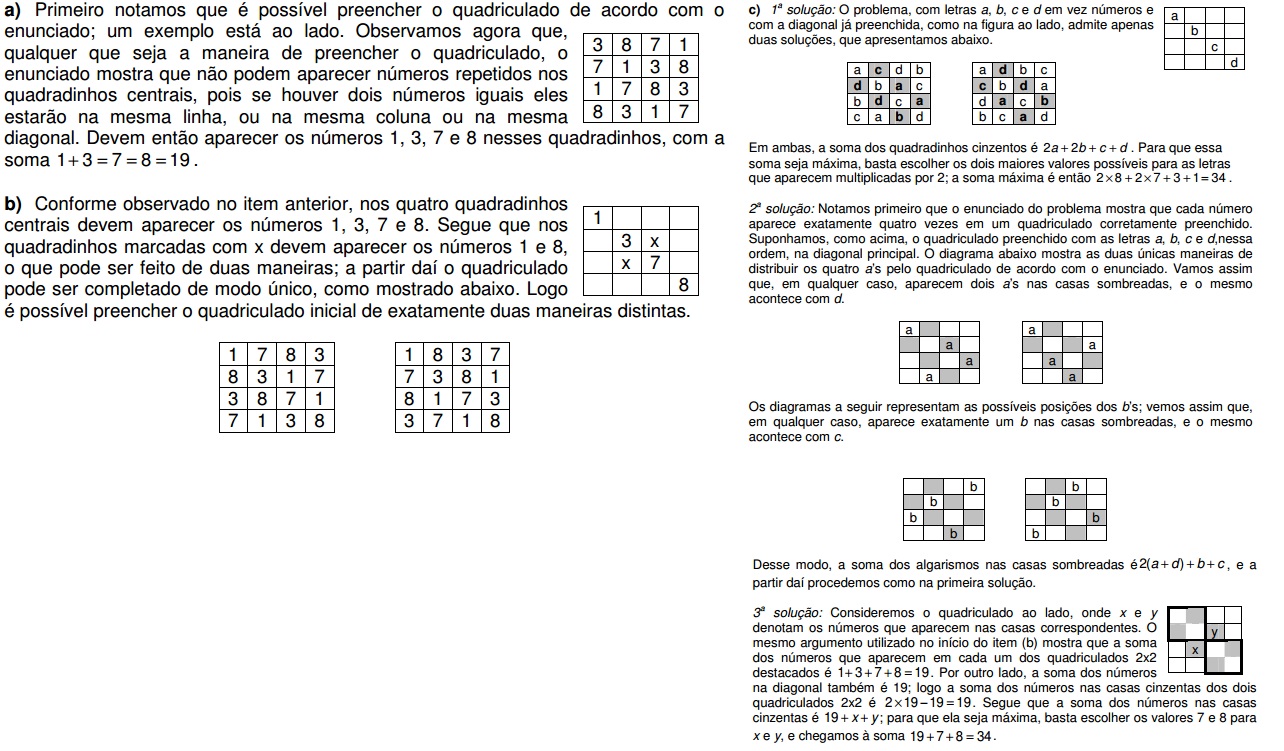 a) Primeiro notamos que é possível preencher o quadriculado de acordo com o
enunciado; um exemplo está ao lado. Observamos agora que,
qualquer que seja a maneira de preencher o quadriculado, o
enunciado mostra que não podem aparecer números repetidos nos
quadradinhos centrais, pois se houver dois números iguais eles
estarão na mesma linha, ou na mesma coluna ou na mesma
diagonal. Devem então aparecer os números 1, 3, 7 e 8 nesses quadradinhos, com a
soma 1+3=7=8=19.
3 8 7 1
7 1 3 8
1 7 8 3
8 3 1 7
b) Conforme observado no item anterior, nos quatro quadradinhos
centrais devem aparecer os números 1, 3, 7 e 8. Segue que nos
quadradinhos marcadas com x devem aparecer os números 1 e 8,
o que pode ser feito de duas maneiras; a partir daí o quadriculado
pode ser completado de modo único, como mostrado abaixo. Logo
é possível preencher o quadriculado inicial de exatamente duas maneiras distintas.
1
3 x
x 7
8
1 7 8 3
8 3 1 7
3 8 7 1
7 1 3 8
1 8 3 7
7 3 8 1
8 1 7 3
3 7 1 8
c) 1ª solução: O problema, com letras a, b, c e d em vez números e
com a diagonal já preenchida, como na figura ao lado, admite apenas
duas soluções, que apresentamos abaixo.
a
b
c
d
a c d b
d b a c
b d c a
c a b d
a d b c
c b d a
d a c b
b c a d
Em ambas, a soma dos quadradinhos cinzentos é 2a+2b+c+d. Para que essa
soma seja máxima, basta escolher os dois maiores valores possíveis para as letras
que aparecem multiplicadas por 2; a soma máxima é então 2×8+2×7+3+1=34.
2ª solução: Notamos primeiro que o enunciado do problema mostra que cada número
aparece exatamente quatro vezes em um quadriculado corretamente preenchido.
Suponhamos, como acima, o quadriculado preenchido com as letras a, b, c e d,nessa
ordem, na diagonal principal. O diagrama abaixo mostra as duas únicas maneiras de
distribuir os quatro a's pelo quadriculado de acordo com o enunciado. Vamos assim
que, em qualquer caso, aparecem dois a's nas casas sombreadas, e o mesmo
acontece com d.
a
a
a
a
a
a
a
a
Os diagramas a seguir representam as possíveis posições dos b's; vemos assim que,
em qualquer caso, aparece exatamente um b nas casas sombreadas, e o mesmo
acontece com c.
b
b
b
b
b
b
b
b
Desse modo, a soma dos algarismos nas casas sombreadas é 2(a+d)+b+c, e a
partir daí procedemos como na primeira solução.
3ª solução: Consideremos o quadriculado ao lado, onde x e y
denotam os números que aparecem nas casas correspondentes. O
mesmo argumento utilizado no início do item (b) mostra que a soma
dos números que aparecem em cada um dos quadriculados 2x2
destacados é 1+3+7+8=19. Por outro lado, a soma dos números
na diagonal também é 19; logo a soma dos números nas casas cinzentas dos dois
quadriculados 2x2 é 2×19−19=19. Segue que a soma dos números nas casas
cinzentas é 19+x+y; para que ela seja máxima, basta escolher os valores 7 e 8 para
x e y, e chegamos à soma 19+7+8=34.
y
x